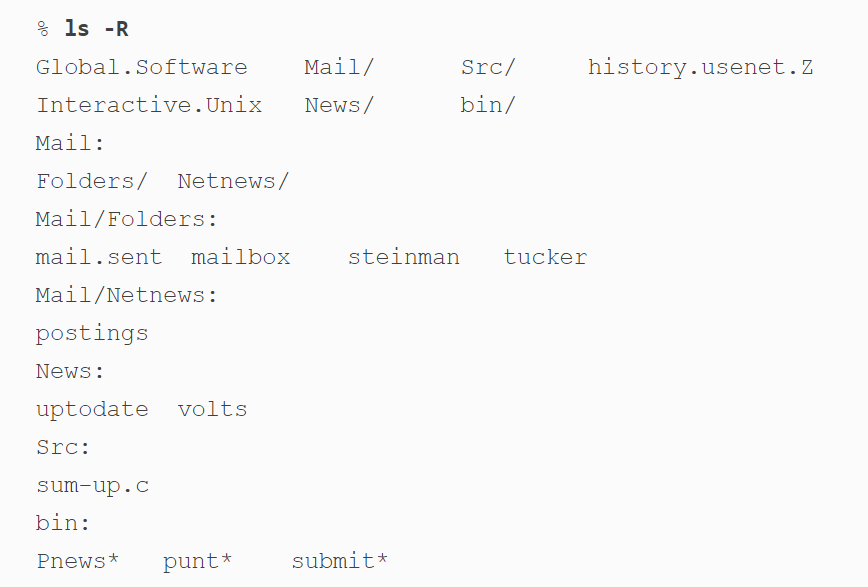 % ls -R
Global.Software    Mail/      Src/     history.usenet.Z
Interactive.Unix   News/      bin/
Mail:
Folders/  Netnews/
Mail/Folders:
mail.sent  mailbox    steinman   tucker
Mail/Netnews:
postings
News:
uptodate  volts
Src:
sum-up.c
bin:
Pnews*   punt*    submit*